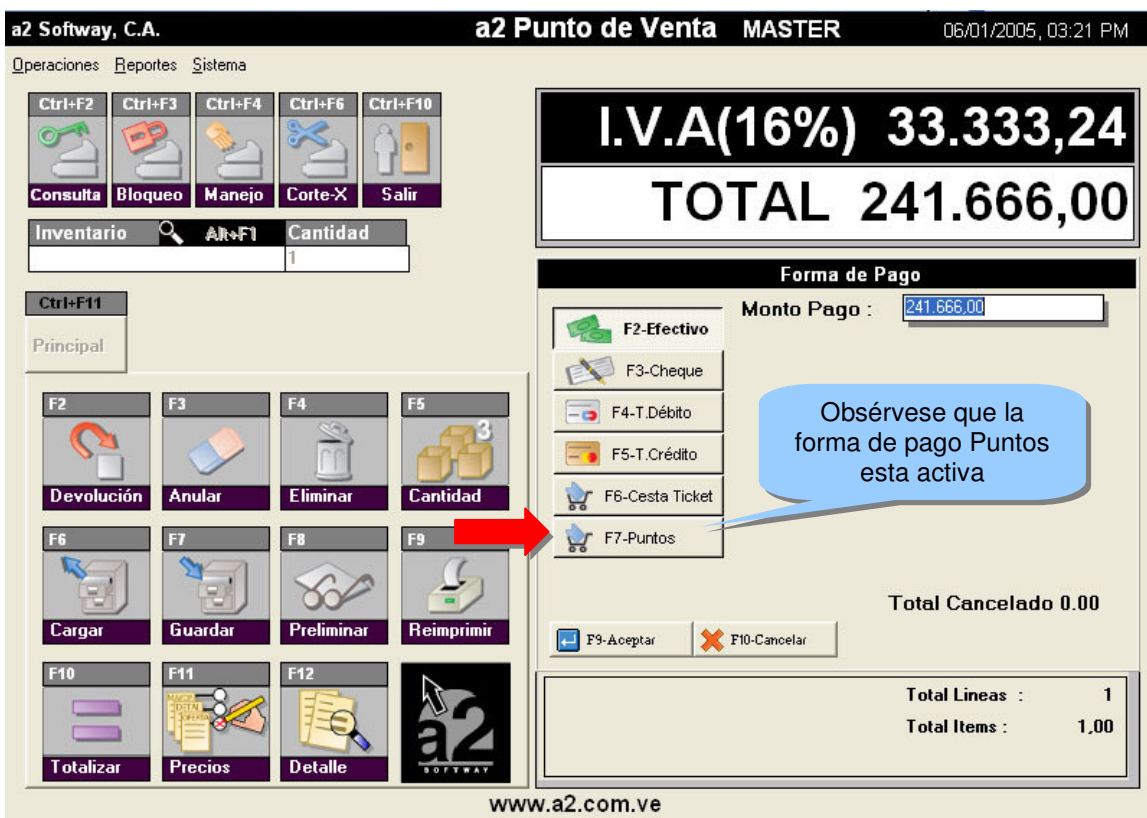 a2 Softway, C.A. a2 Punto de Venta MASTER 06/01/2005, 03:21 PM
Operaciones Reportes Sistema
Ctrl+F2 Ctrl+F3 Ctrl+F4 Ctrl+F6 Ctrl+F10
Consulta Bloqueo Manejo Corte-X Salir
I.V.A(16%) 33.333,24
TOTAL 241.666,00
Inventario Alt+F1 Cantidad
1
Ctrl+F11
Principal
Forma de Pago
Monto Pago : 241.666,00
F2-Efectivo
F3-Cheque
F4-T.Débito
F5-T.Crédito
F6-Cesta Ticket
F7-Puntos
Obsérvese que la
forma de pago Puntos
esta activa
Total Cancelado 0.00
F9-Aceptar F10-Cancelar
Total Lineas : 1
Total Items : 1,00
F2 F3 F4 F5
3
Devolución Anular Eliminar Cantidad
F6 F7 F8 F9
Cargar Guardar Preliminar Reimprimir
F10 F11 F12
DETAL
OFERTA
a2
SOFTWAY
Totalizar Precios Detalle
www.a2.com.ve